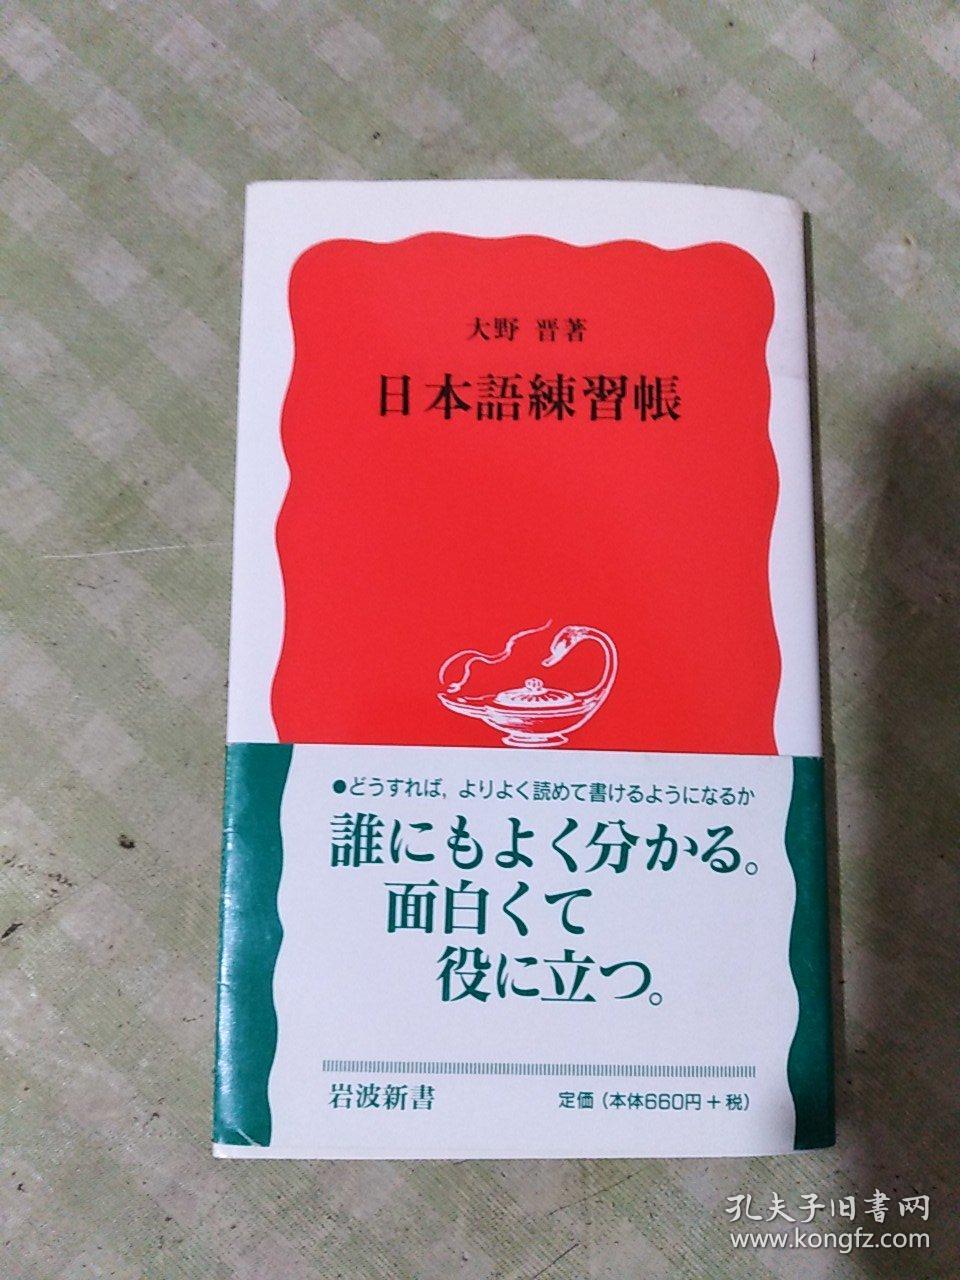 大野 晋著
日本語練習帳
●どうすれば，よりよく読めて書けるようになるか
誰にもよく分かる。
面白くて
役に立つ。
岩波新書
定価（本体660円＋税）
孔夫子旧书网
www.kongfz.com